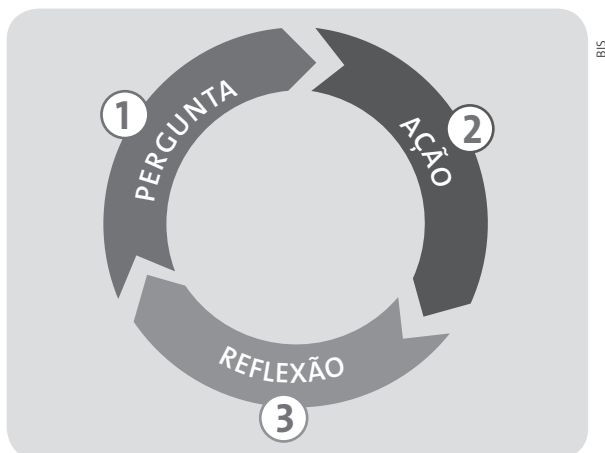 1
PERGUNTA
2
AÇÃO
3
REFLEXÃO
BIS